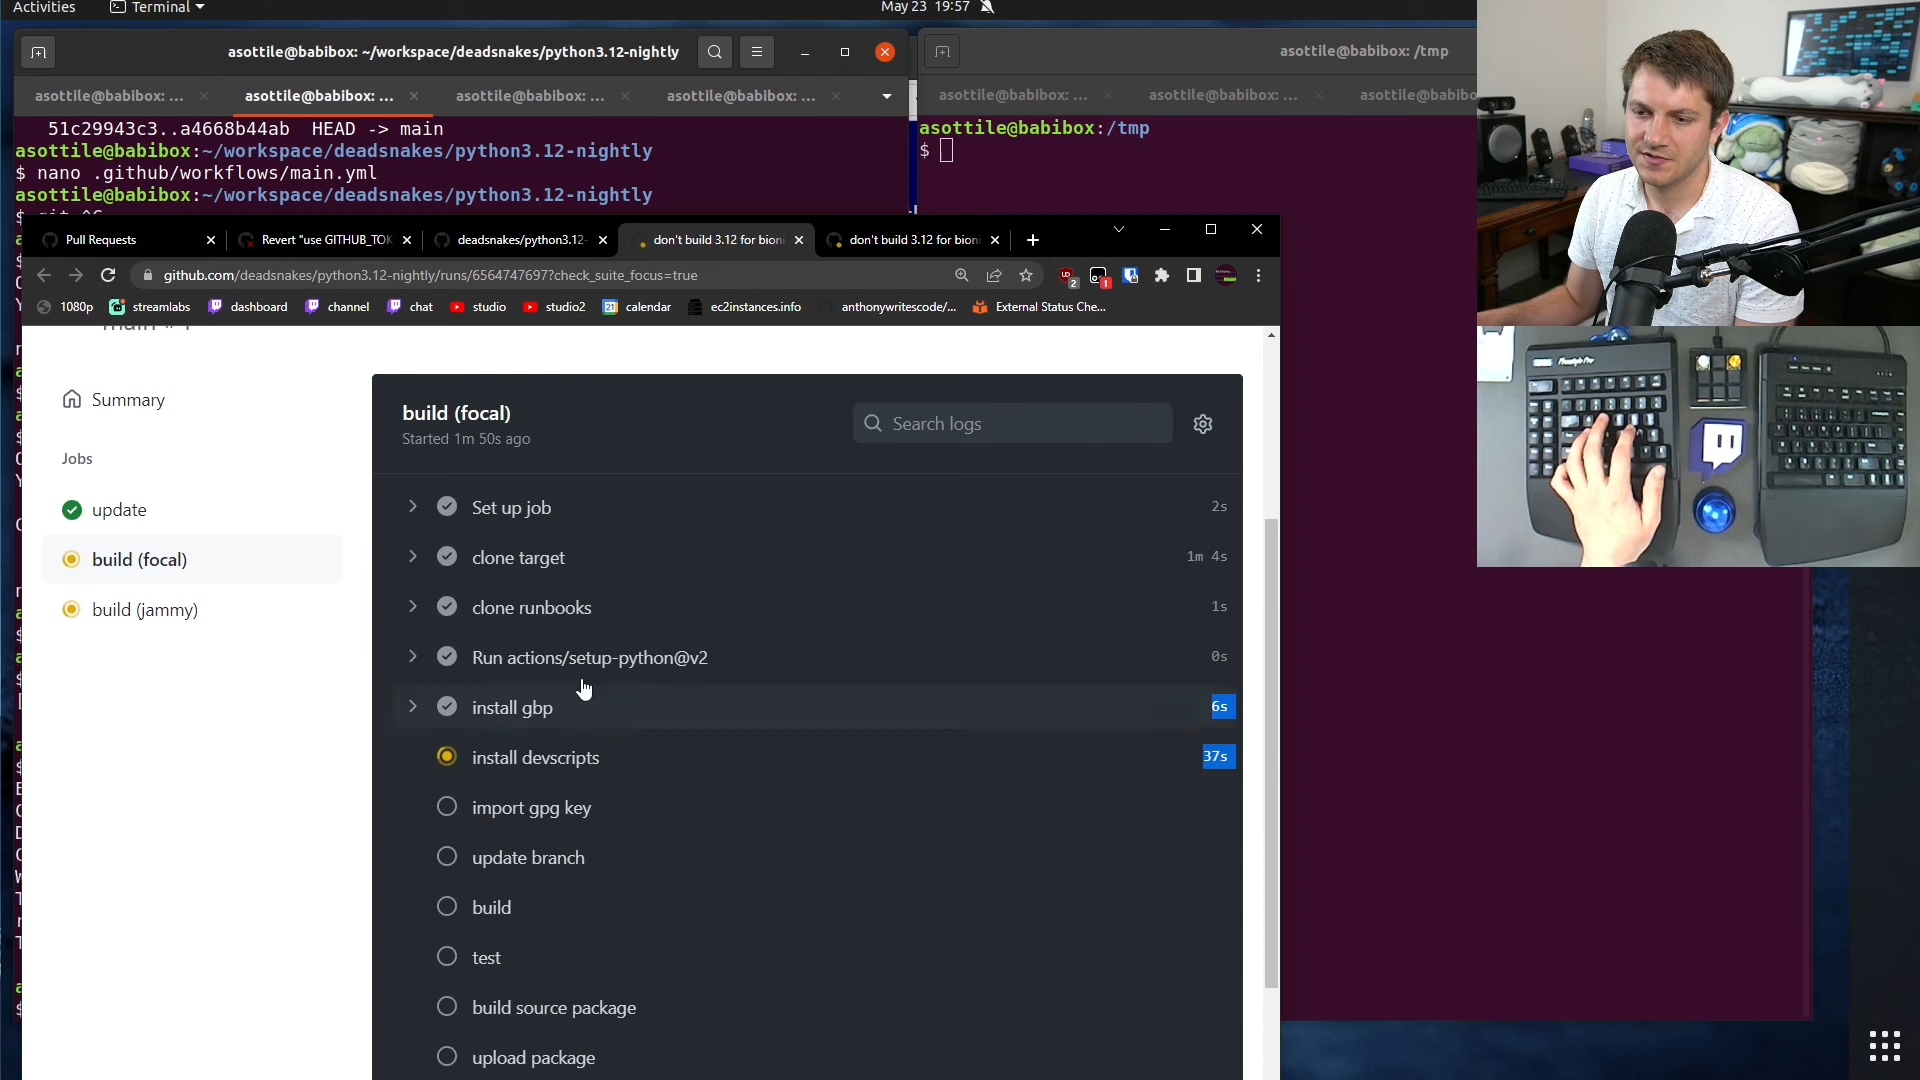 Activities
Terminal
May 23 19:57
asottile@babibox: ~/workspace/deadsnakes/python3.12-nightly
asottile@babibox: /tmp
asottile@babibox: ...
asottile@babibox: ...
asottile@babibox: ...
asottile@babibox: ...
asottile@babibox: ...
asottile@babibox: ...
asottile@babibo
51c29943c3..a4668b44ab HEAD -> main
asottile@babibox:~/workspace/deadsnakes/python3.12-nightly
$ nano .github/workflows/main.yml
asottile@babibox:~/workspace/deadsnakes/python3.12-nightly
asottile@babibox:/tmp
$
Pull Requests
Revert "use GITHUB_TOK
deadsnakes/python3.12-
don't build 3.12 for bioni
don't build 3.12 for bioni
github.com/deadsnakes/python3.12-nightly/runs/6564747697?check_suite_focus=true
2
1
1080p
streamlabs
dashboard
channel
chat
studio
studio2
21
calendar
ec2instances.info
anthonywritescode/...
External Status Che...
Summary
Jobs
update
build (focal)
build (jammy)
build (focal)
Started 1m 50s ago
Search logs
Set up job
2s
clone target
1m 4s
clone runbooks
1s
Run actions/setup-python@v2
0s
install gbp
6s
install devscripts
37s
import gpg key
update branch
build
test
build source package
upload package